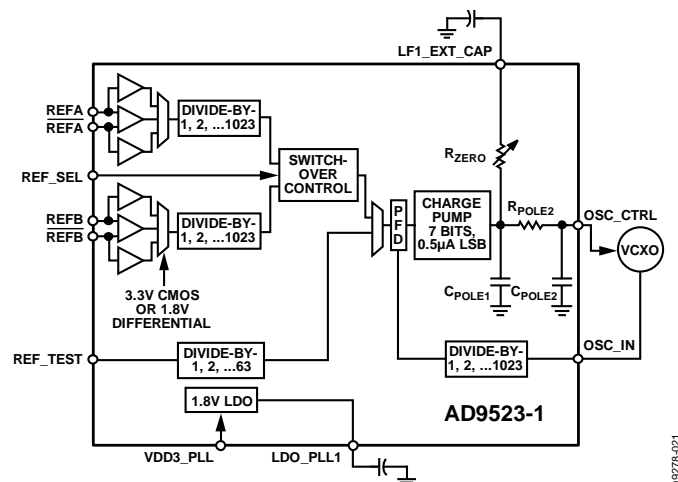 LF1_EXT_CAP
REFA
REFA
DIVIDE-BY-
1, 2, ...1023
SWITCH-
OVER
CONTROL
REF_SEL
REFB
REFB
DIVIDE-BY-
1, 2, ...1023
3.3V CMOS
OR 1.8V
DIFFERENTIAL
RZERO
PFD
CHARGE
PUMP
7 BITS,
0.5µA LSB
RPOLE2
OSC_CTRL
VCXO
CPOLE1
CPOLE2
REF_TEST
DIVIDE-BY-
1, 2, ...63
DIVIDE-BY-
1, 2, ...1023
OSC_IN
1.8V LDO
AD9523-1
VDD3_PLL
LDO_PLL1
09278-021